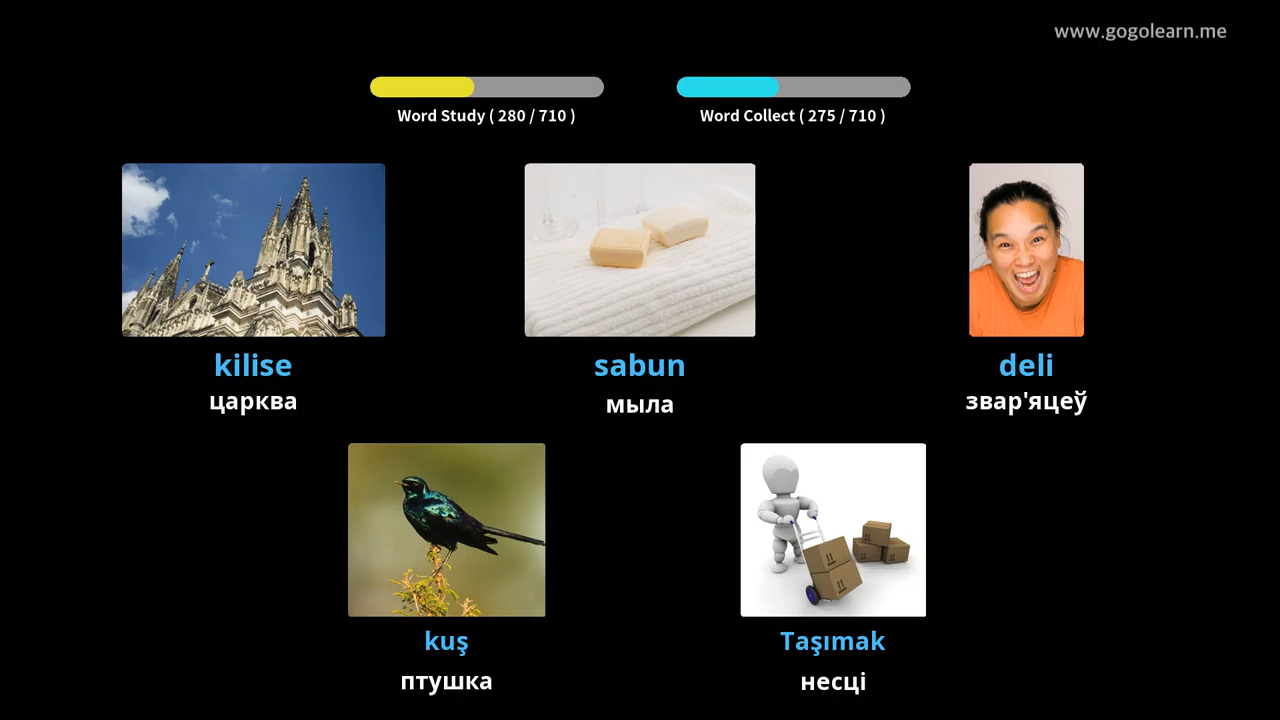 www.gogolearn.me
Word Study ( 280 / 710 )
Word Collect ( 275 / 710 )
kilise
царква
sabun
мыла
deli
звар'яцеў
kuş
птушка
Taşımak
несці